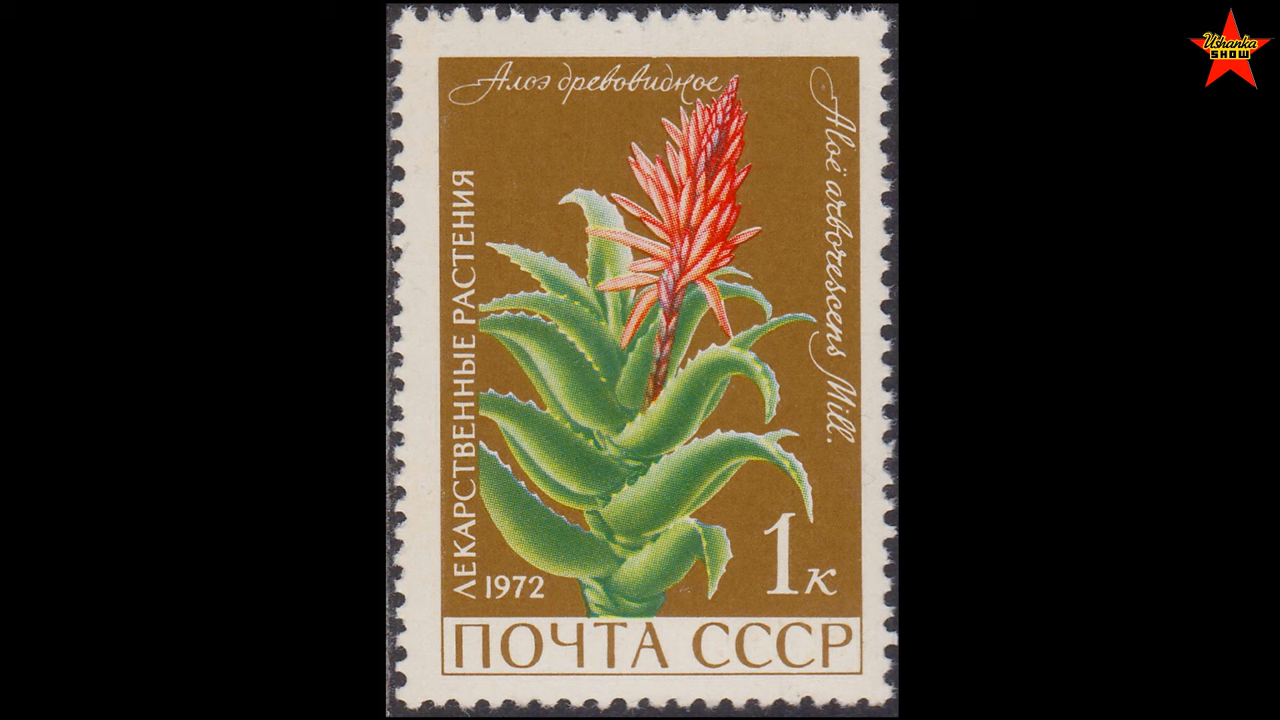 Ushanka
SHOW
Алоэ древовидное
Aloë arborescens Mill.
ЛЕКАРСТВЕННЫЕ РАСТЕНИЯ
1972
1к
ПОЧТА СССР